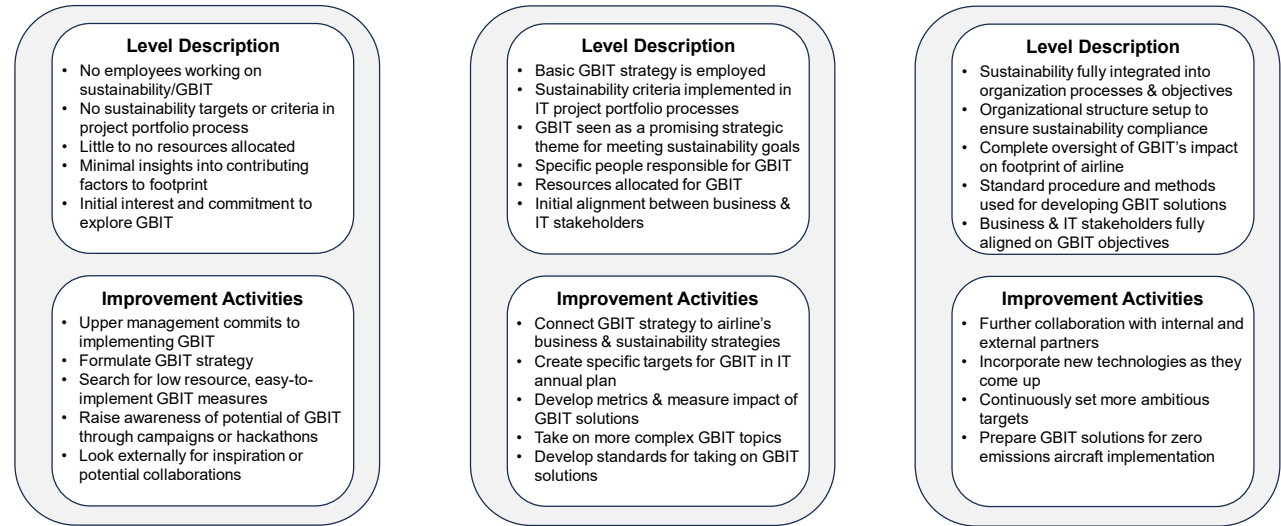 Level Description
• No employees working on
sustainability/GBIT
• No sustainability targets or criteria in
project portfolio process
• Little to no resources allocated
• Minimal insights into contributing
factors to footprint
• Initial interest and commitment to
explore GBIT
Improvement Activities
• Upper management commits to
implementing GBIT
• Formulate GBIT strategy
• Search for low resource, easy-to-
implement GBIT measures
• Raise awareness of potential of GBIT
through campaigns or hackathons
• Look externally for inspiration or
potential collaborations
Level Description
• Basic GBIT strategy is employed
• Sustainability criteria implemented in
IT project portfolio processes
• GBIT seen as a promising strategic
theme for meeting sustainability goals
• Specific people responsible for GBIT
• Resources allocated for GBIT
• Initial alignment between business &
IT stakeholders
Improvement Activities
• Connect GBIT strategy to airline's
business & sustainability strategies
• Create specific targets for GBIT in IT
annual plan
• Develop metrics & measure impact of
GBIT solutions
• Take on more complex GBIT topics
• Develop standards for taking on GBIT
solutions
Level Description
• Sustainability fully integrated into
organization processes & objectives
• Organizational structure setup to
ensure sustainability compliance
• Complete oversight of GBIT's impact
on footprint of airline
• Standard procedure and methods
used for developing GBIT solutions
• Business & IT stakeholders fully
aligned on GBIT objectives
Improvement Activities
• Further collaboration with internal and
external partners
• Incorporate new technologies as they
come up
• Continuously set more ambitious
targets
• Prepare GBIT solutions for zero
emissions aircraft implementation